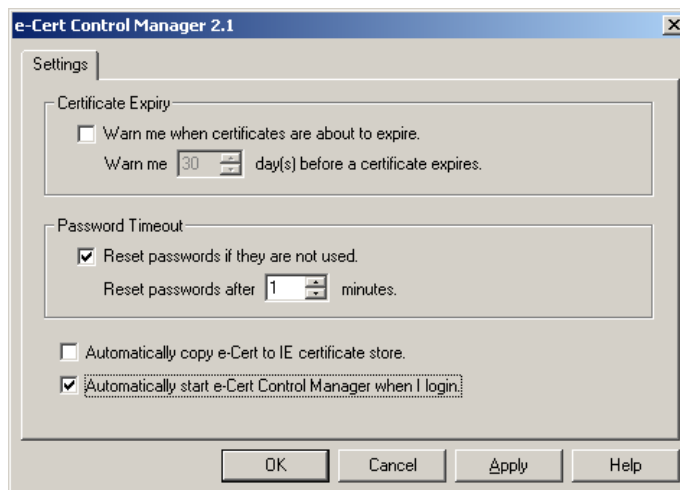 e-Cert Control Manager 2.1
Settings
Certificate Expiry
Warn me when certificates are about to expire.
Warn me 30 day(s) before a certificate expires.
Password Timeout
Reset passwords if they are not used.
Reset passwords after 1 minutes.
Automatically copy e-Cert to IE certificate store.
Automatically start e-Cert Control Manager when I login.
OK Cancel Apply Help